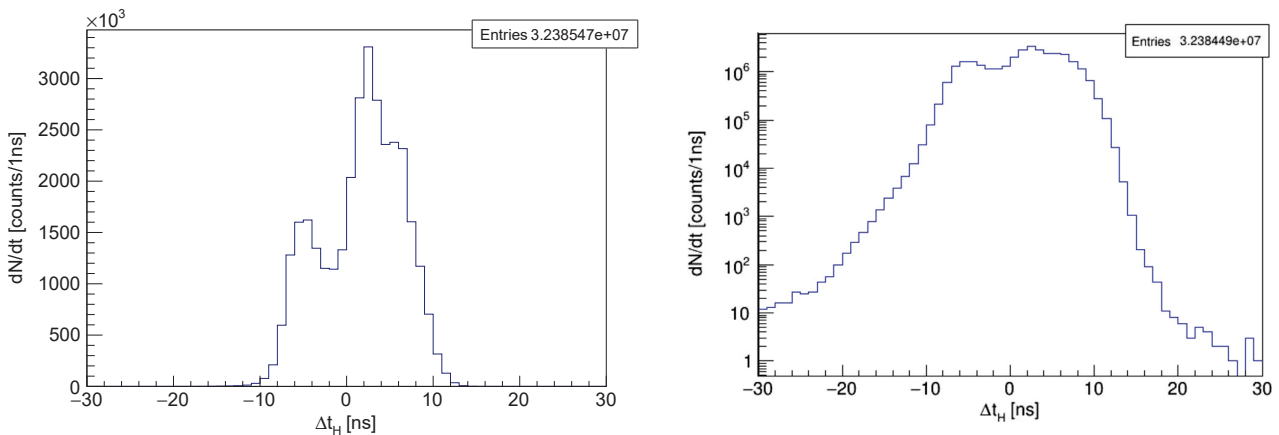 ×10³
Entries 3.238547e+07
dN/dt [counts/1ns]
3000
2500
2000
1500
1000
500
0
−30 −20 −10 0 10 20 30
Δt_H [ns]
Entries 3.238449e+07
dN/dt [counts/1ns]
10⁶
10⁵
10⁴
10³
10²
10
1
−30 −20 −10 0 10 20 30
Δt_H [ns]